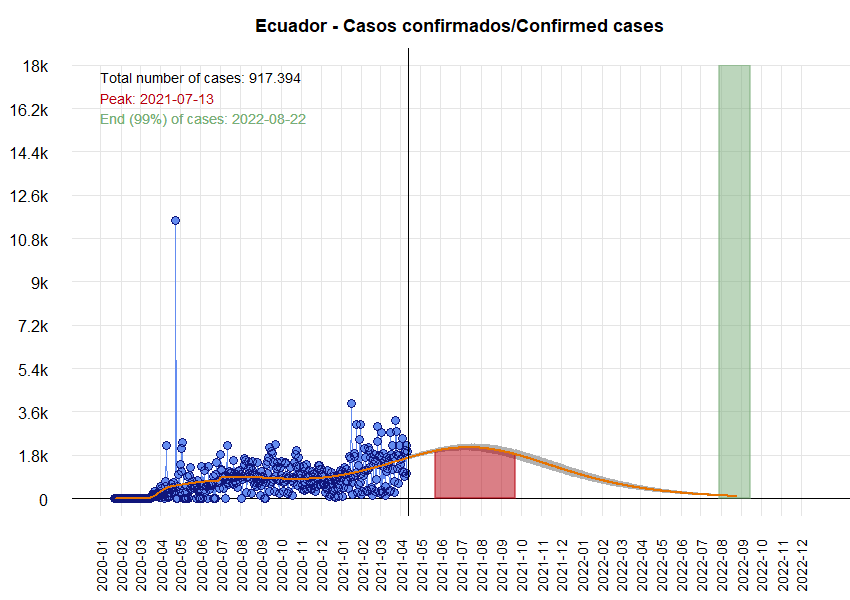 Ecuador - Casos confirmados/Confirmed cases
18k
16.2k
14.4k
12.6k
10.8k
9k
7.2k
5.4k
3.6k
1.8k
0
Total number of cases: 917.394
Peak: 2021-07-13
End (99%) of cases: 2022-08-22
2020-01
2020-02
2020-03
2020-04
2020-05
2020-06
2020-07
2020-08
2020-09
2020-10
2020-11
2020-12
2021-01
2021-02
2021-03
2021-04
2021-05
2021-06
2021-07
2021-08
2021-09
2021-10
2021-11
2021-12
2022-01
2022-02
2022-03
2022-04
2022-05
2022-06
2022-07
2022-08
2022-09
2022-10
2022-11
2022-12